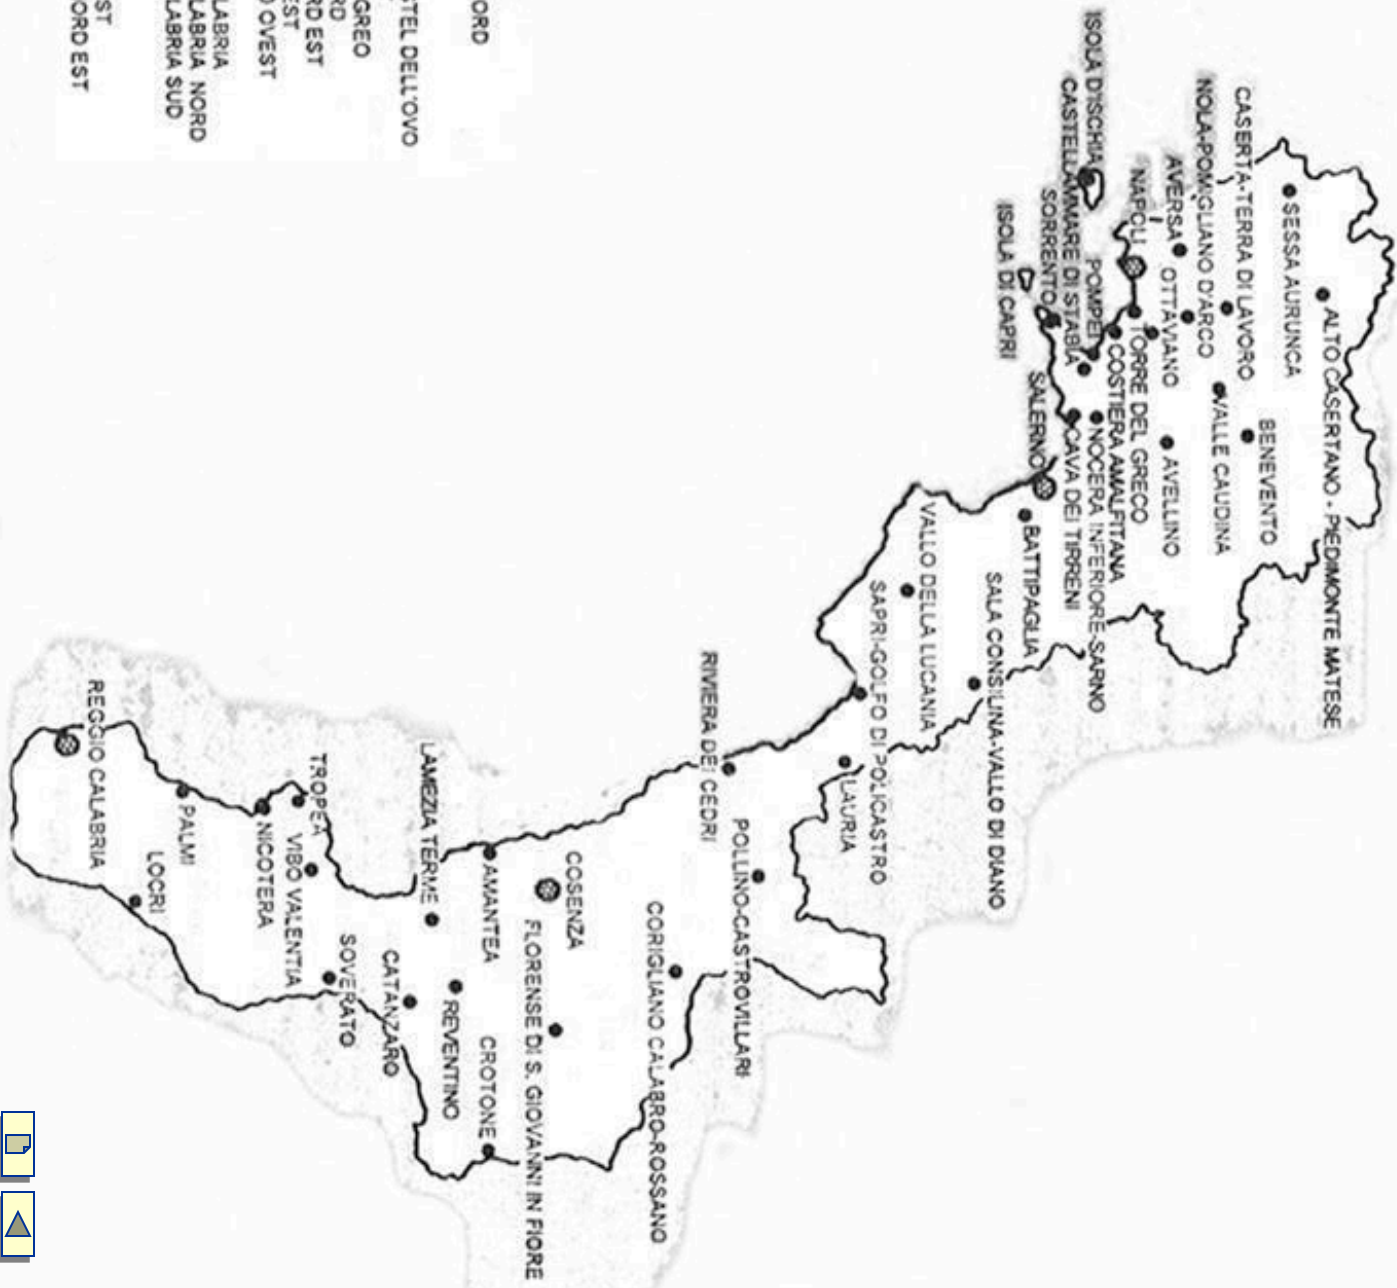 ALTO CASERTANO - PIEDIMONTE MATESE
SESSA AURUNCA
BENEVENTO
CASERTA-TERRA DI LAVORO
VALLE CAUDINA
NOLA-POMIGLIANO D'ARCO
AVERSA
OTTAVIANO
AVELLINO
NAPOLI
TORRE DEL GRECO
COSTIERA AMALFITANA
ISOLA D'ISCHIA
POMPEI
NOCERA INFERIORE-SARNO
CASTELLAMMARE DI STABIA
CAVA DEI TIRRENI
SORRENTO
SALERNO
BATTIPAGLIA
ISOLA DI CAPRI
SALA CONSILINA-VALLO DI DIANO
VALLO DELLA LUCANIA
SAPRI-GOLFO DI POLICASTRO
LAURIA
POLLINO-CASTROVILLARI
RIVIERA DEI CEDRI
CORIGLIANO CALABRO-ROSSANO
COSENZA
FLORENSE DI S. GIOVANNI IN FIORE
AMANTEA
CROTONE
REVENTINO
LAMEZIA TERME
CATANZARO
SOVERATO
TROPEA
VIBO VALENTIA
NICOTERA
PALMI
LOCRI
REGGIO CALABRIA
ORD
TEL DELL'OVO
GREO
RD
RD EST
EST
OVEST
LABRIA
LABRIA NORD
LABRIA SUD
ST
ORD EST